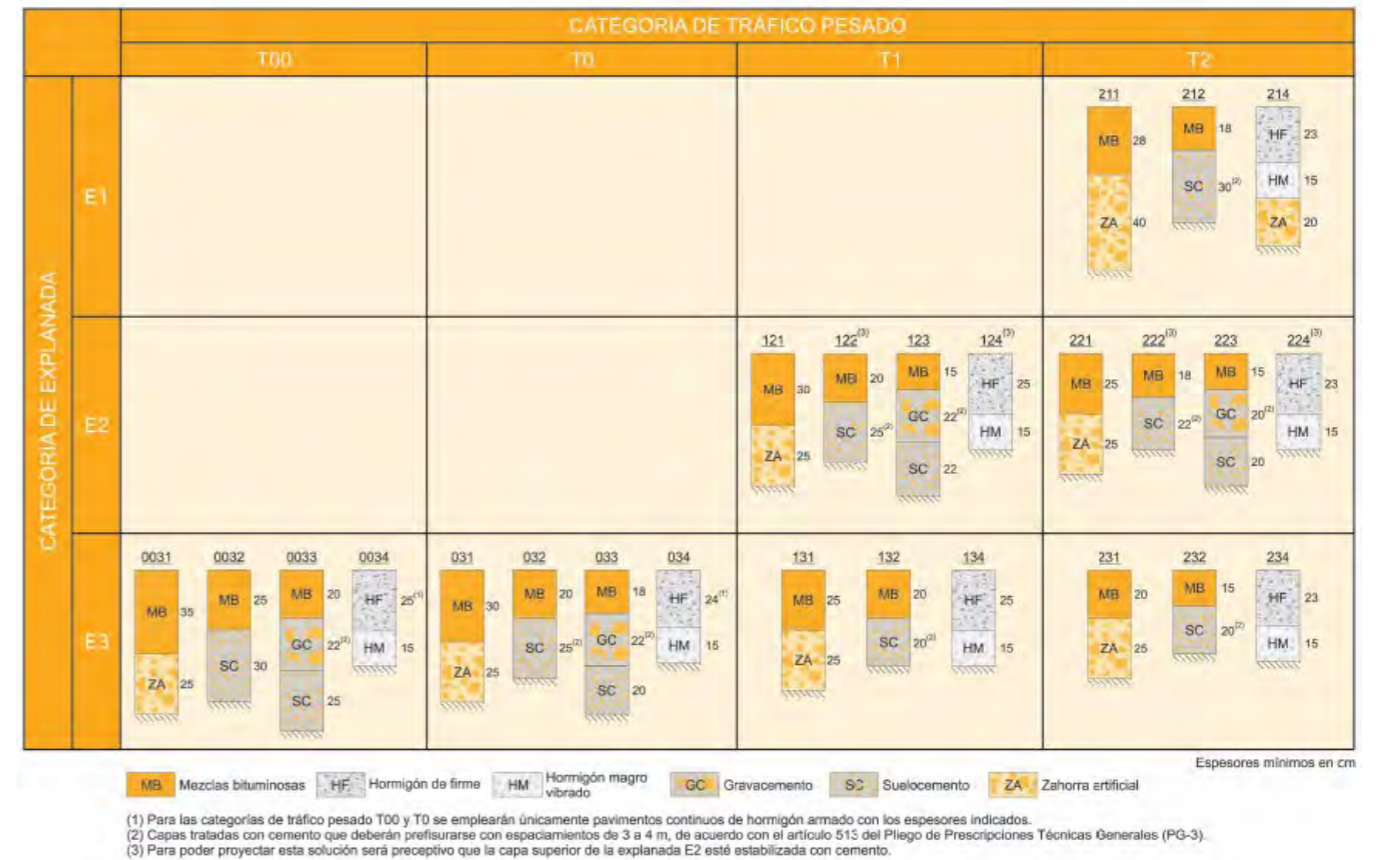 CATEGORÍA DE TRÁFICO PESADO
T00 T0 T1 T2
CATEGORÍA DE EXPLANADA
E1
211 212 214
MB 28 MB 18 HF 23
ZA 40 SC 30(2) HM 15
ZA 20
E2
121 122(3) 123 124(3) 221 222(3) 223 224(3)
MB 30 MB 20 MB 15 HF 25 MB 25 MB 18 MB 15 HF 23
ZA 25 SC 25(2) GC 22(2) HM 15 ZA 25 SC 22(2) GC 20(2) HM 15
SC 22 SC 20
E3
0031 0032 0033 0034 031 032 033 034 131 132 134 231 232 234
MB 35 MB 25 MB 20 HF 25(1) MB 30 MB 20 MB 18 HF 24(1) MB 25 MB 20 HF 25 MB 20 MB 15 HF 23
ZA 25 SC 30 GC 22(2) HM 15 ZA 25 SC 25(2) GC 22(2) HM 15 ZA 25 SC 20(2) HM 15 ZA 25 SC 20(2) HM 15
SC 25 SC 20
Espesores mínimos en cm
MB Mezclas bituminosas HF Hormigón de firme HM Hormigón magro vibrado GC Gravacemento SC Suelocemento ZA Zahorra artificial
(1) Para las categorías de tráfico pesado T00 y T0 se emplearán únicamente pavimentos continuos de hormigón armado con los espesores indicados.
(2) Capas tratadas con cemento que deberán prefisurarse con espaciamientos de 3 a 4 m, de acuerdo con el artículo 513 del Pliego de Prescripciones Técnicas Generales (PG-3).
(3) Para poder proyectar esta solución será preceptivo que la capa superior de la explanada E2 esté estabilizada con cemento.